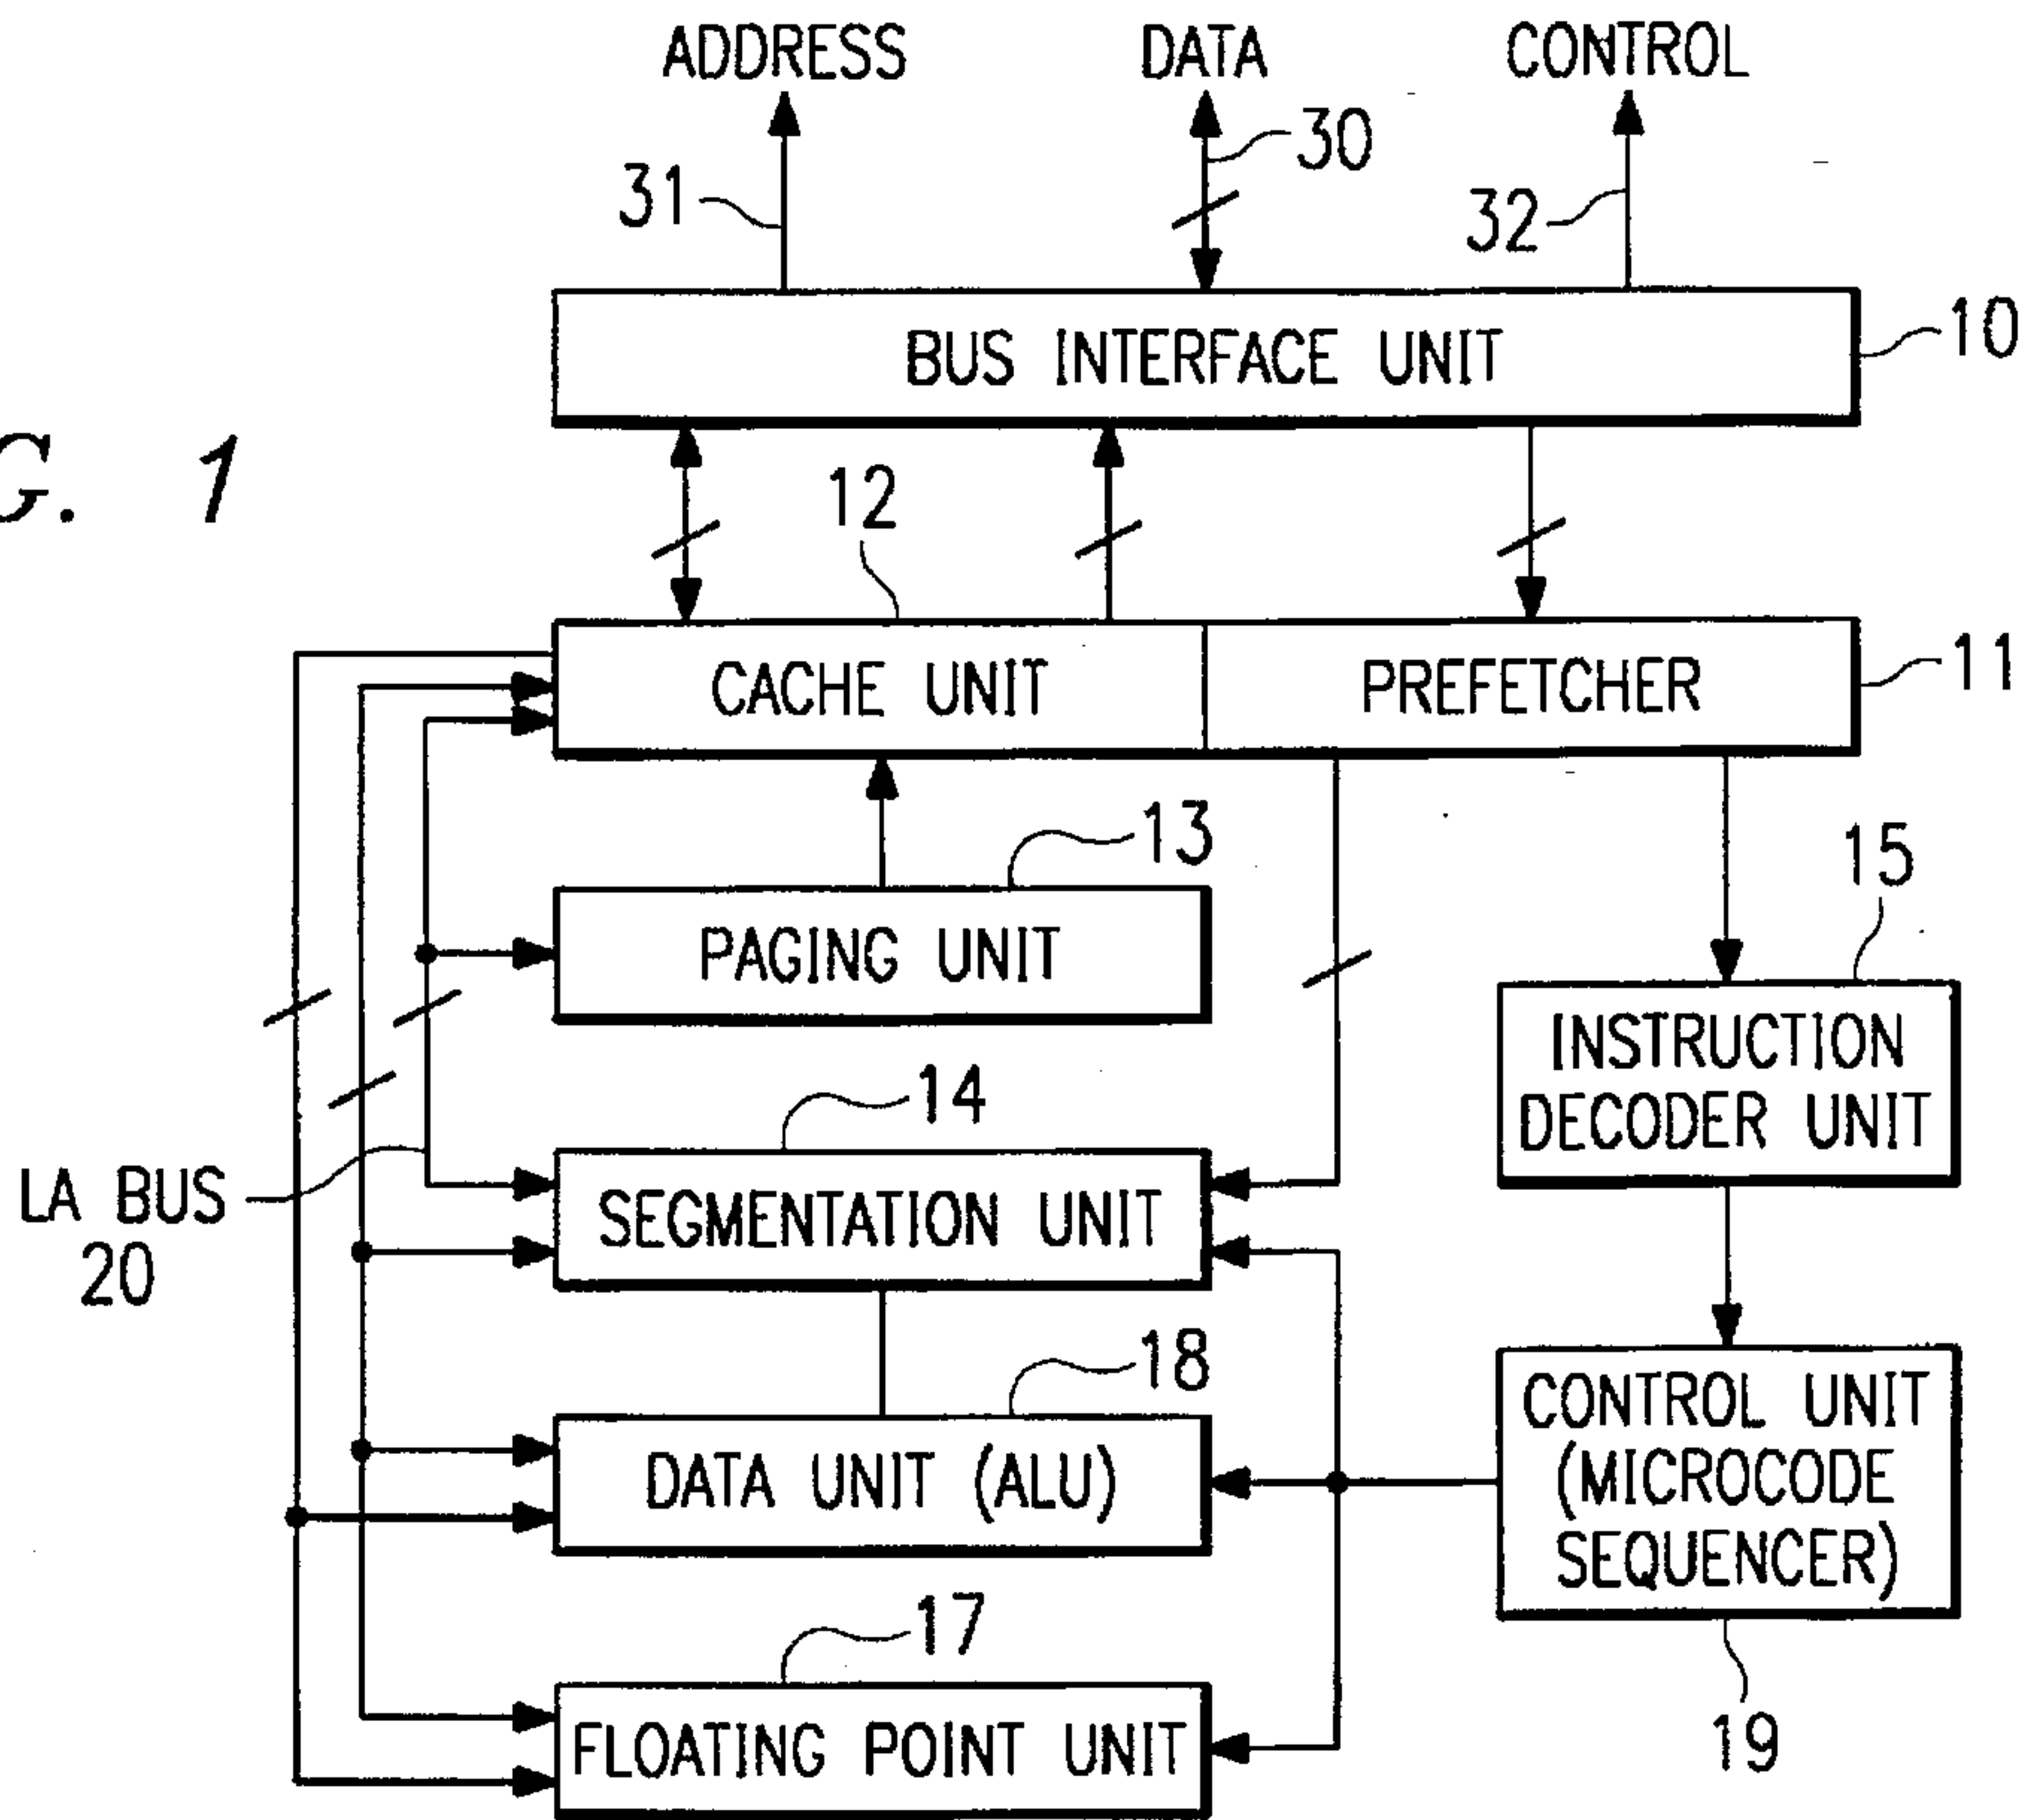 ADDRESS DATA CONTROL
31 30 32
BUS INTERFACE UNIT 10
G. 1
12
CACHE UNIT PREFETCHER 11
13
PAGING UNIT
15
INSTRUCTION
DECODER UNIT
14
LA BUS
20
SEGMENTATION UNIT
18
DATA UNIT (ALU)
CONTROL UNIT
(MICROCODE
SEQUENCER)
17
FLOATING POINT UNIT
19